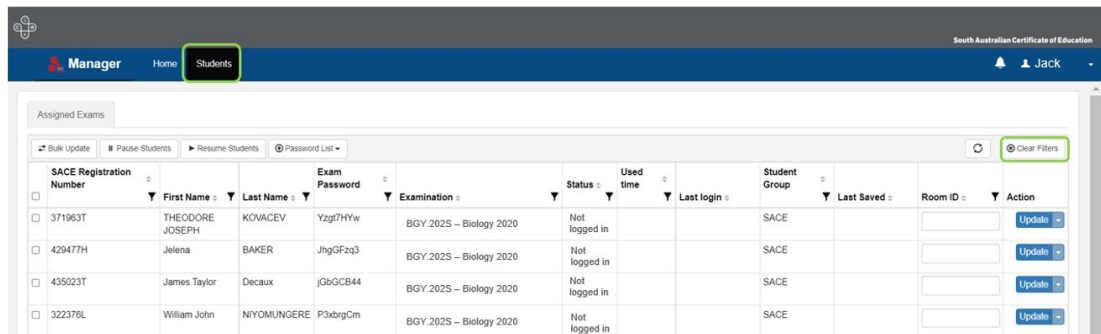 South Australian Certificate of Education
Manager Home Students Jack
Assigned Exams
Bulk Update Pause Students Resume Students Password List Clear Filters
SACE Registration Number First Name Last Name Exam Password Examination Status Used time Last login Student Group Last Saved Room ID Action
371963T THEODORE JOSEPH KOVACEV Yzgt7HYw BGY.202S – Biology 2020 Not logged in SACE Update
429477H Jelena BAKER JhgGFzq3 BGY.202S – Biology 2020 Not logged in SACE Update
435023T James Taylor Decaux jGbGCB44 BGY.202S – Biology 2020 Not logged in SACE Update
322376L William John NIYOMUNGERE P3xbrgCm BGY.202S – Biology 2020 Not logged in SACE Update